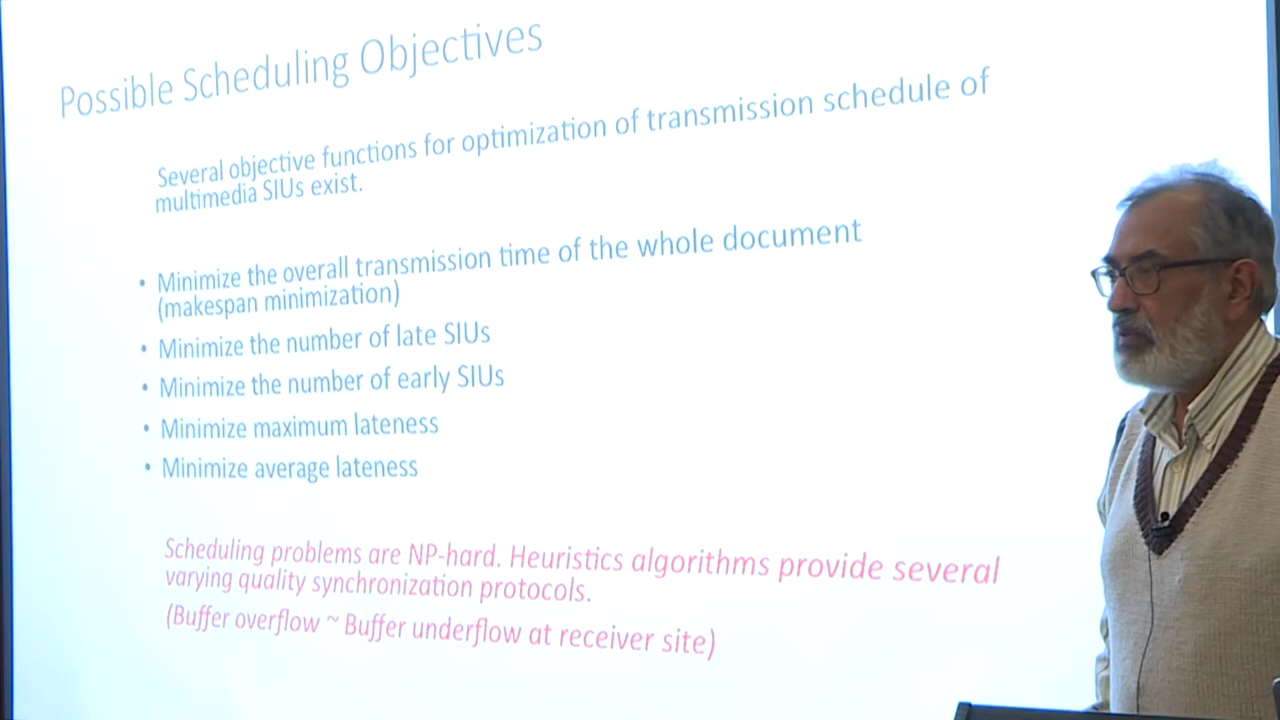 Possible Scheduling Objectives
Several objective functions for optimization of transmission schedule of
multimedia SIUs exist.
• Minimize the overall transmission time of the whole document
(makespan minimization)
• Minimize the number of late SIUs
• Minimize the number of early SIUs
• Minimize maximum lateness
• Minimize average lateness
Scheduling problems are NP-hard. Heuristics algorithms provide several
varying quality synchronization protocols.
(Buffer overflow ~ Buffer underflow at receiver site)